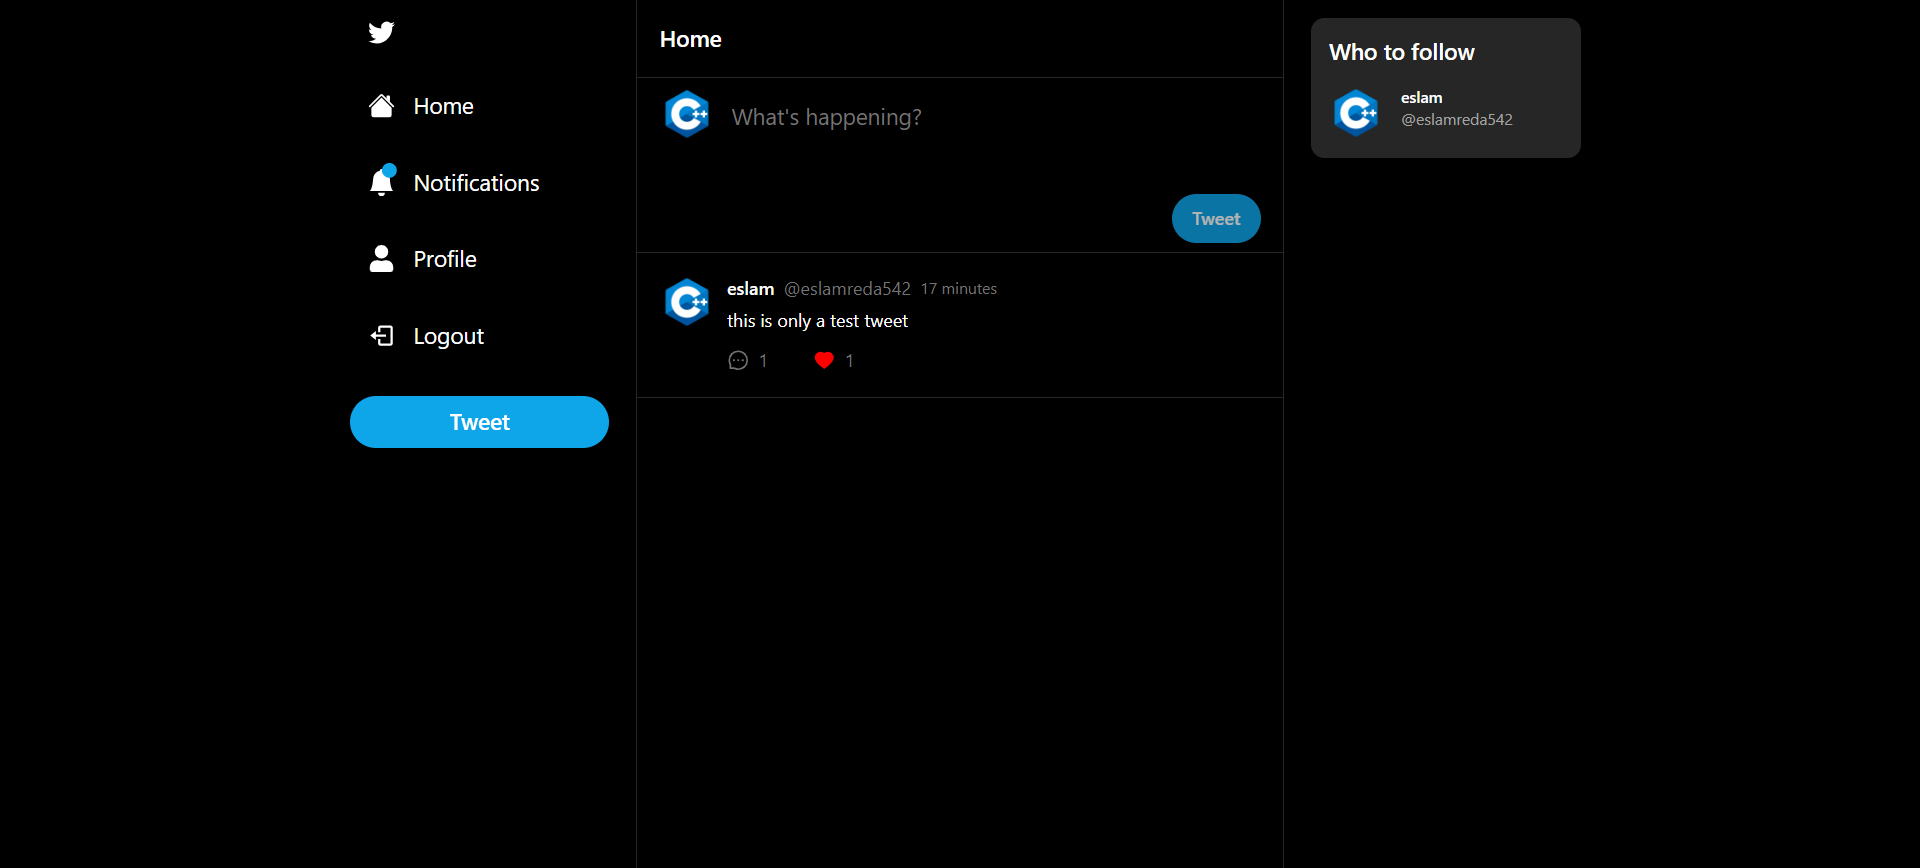 Home
Notifications
Profile
Logout
Tweet
Home
C++ What's happening?
Tweet
C++ eslam @eslamreda542 17 minutes
this is only a test tweet
1 1
Who to follow
C++ eslam
@eslamreda542